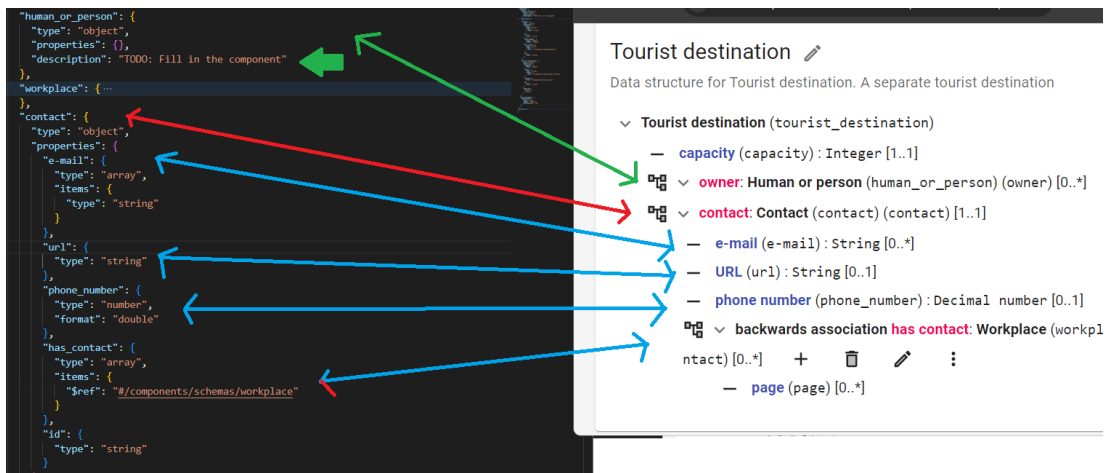 "human_or_person": {
"type": "object",
"properties": {},
"description": "TODO: Fill in the component"
},
"workplace": { ...
},
"contact": {
"type": "object",
"properties": {
"e-mail": {
"type": "array",
"items": {
"type": "string"
}
},
"url": {
"type": "string"
},
"phone_number": {
"type": "number",
"format": "double"
},
"has_contact": {
"type": "array",
"items": {
"$ref": "#/components/schemas/workplace"
}
},
"id": {
"type": "string"
}
Tourist destination
Data structure for Tourist destination. A separate tourist destination
Tourist destination (tourist_destination)
capacity (capacity) : Integer [1..1]
owner: Human or person (human_or_person) (owner) [0..*]
contact: Contact (contact) (contact) [1..1]
e-mail (e-mail) : String [0..*]
URL (url) : String [0..1]
phone number (phone_number) : Decimal number [0..1]
backwards association has contact: Workplace (workpl
ntact) [0..*]
page (page) [0..*]